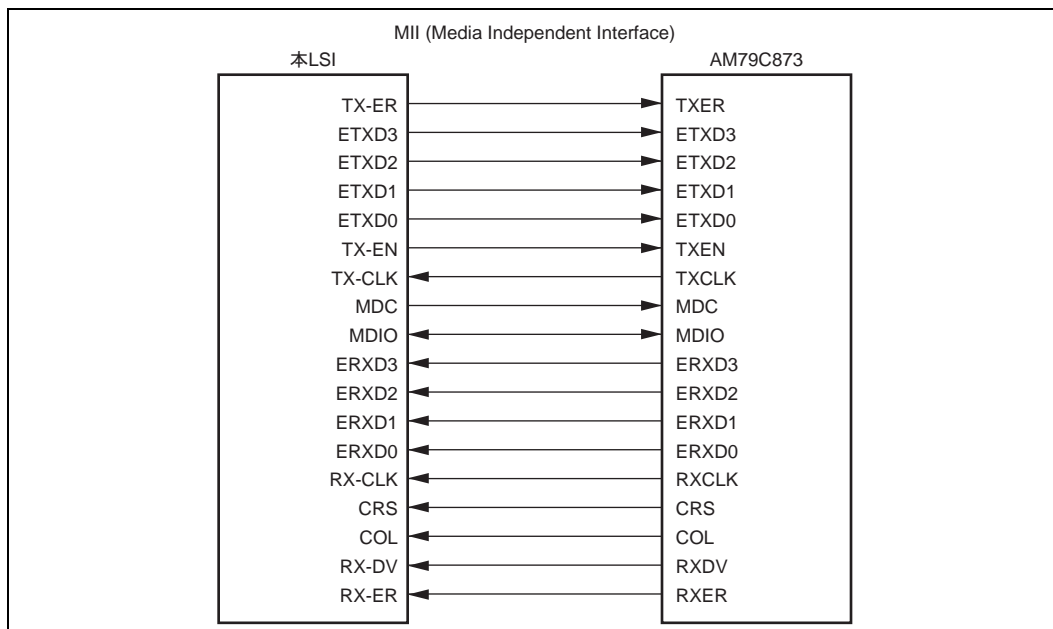 MII (Media Independent Interface)
本LSI AM79C873
TX-ER TXER
ETXD3 ETXD3
ETXD2 ETXD2
ETXD1 ETXD1
ETXD0 ETXD0
TX-EN TXEN
TX-CLK TXCLK
MDC MDC
MDIO MDIO
ERXD3 ERXD3
ERXD2 ERXD2
ERXD1 ERXD1
ERXD0 ERXD0
RX-CLK RXCLK
CRS CRS
COL COL
RX-DV RXDV
RX-ER RXER